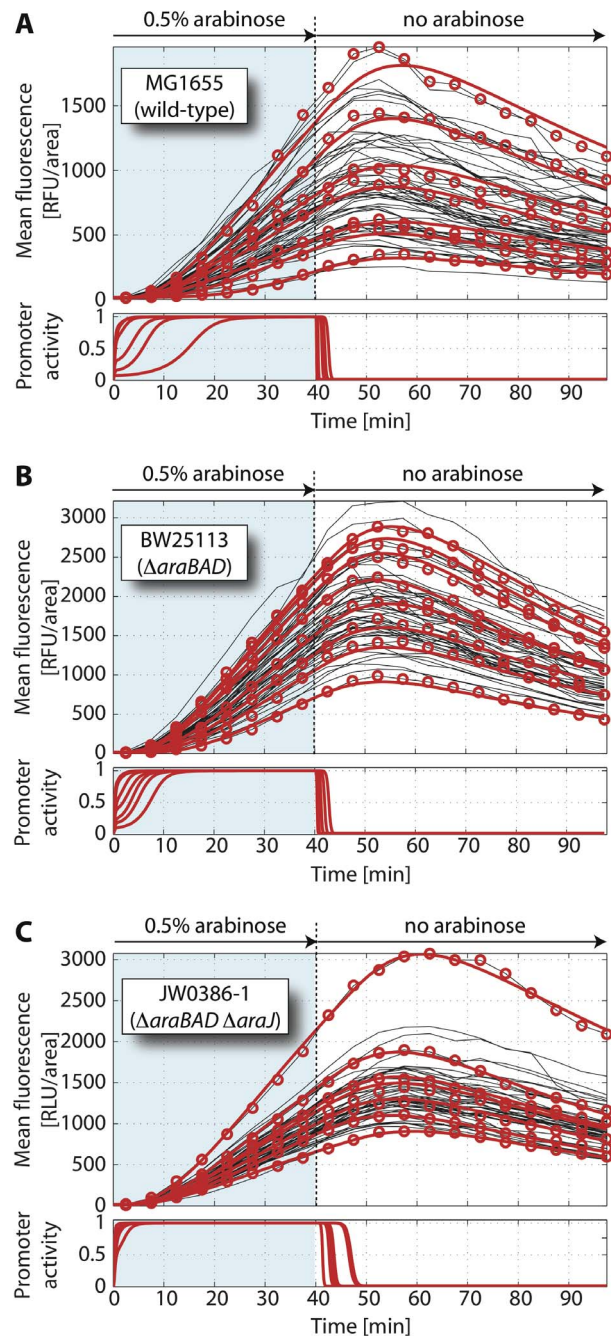 A
0.5% arabinose
no arabinose
MG1655
(wild-type)
Mean fluorescence
[RFU/area]
1500
1000
500
0
Promoter
activity
1
0.5
0
0 10 20 30 40 50 60 70 80 90
Time [min]
B
0.5% arabinose
no arabinose
BW25113
(ΔaraBAD)
Mean fluorescence
[RFU/area]
3000
2500
2000
1500
1000
500
0
Promoter
activity
1
0.5
0
0 10 20 30 40 50 60 70 80 90
Time [min]
C
0.5% arabinose
no arabinose
JW0386-1
(ΔaraBAD ΔaraJ)
Mean fluorescence
[RLU/area]
3000
2500
2000
1500
1000
500
0
Promoter
activity
1
0.5
0
0 10 20 30 40 50 60 70 80 90
Time [min]